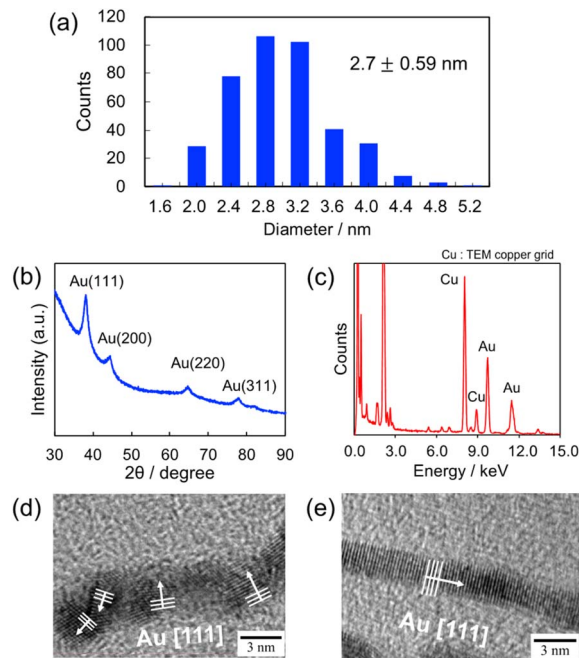 (a)
120
100
80
60
40
20
0
Counts
2.7 ± 0.59 nm
1.6 2.0 2.4 2.8 3.2 3.6 4.0 4.4 4.8 5.2
Diameter / nm
(b)
Intensity (a.u.)
Au(111)
Au(200)
Au(220)
Au(311)
30 40 50 60 70 80 90
2θ / degree
(c)
Cu : TEM copper grid
Counts
Cu
Au
Cu
Au
0.0 3.0 6.0 9.0 12.0 15.0
Energy / keV
(d)
Au [111]
3 nm
(e)
Au [111]
3 nm